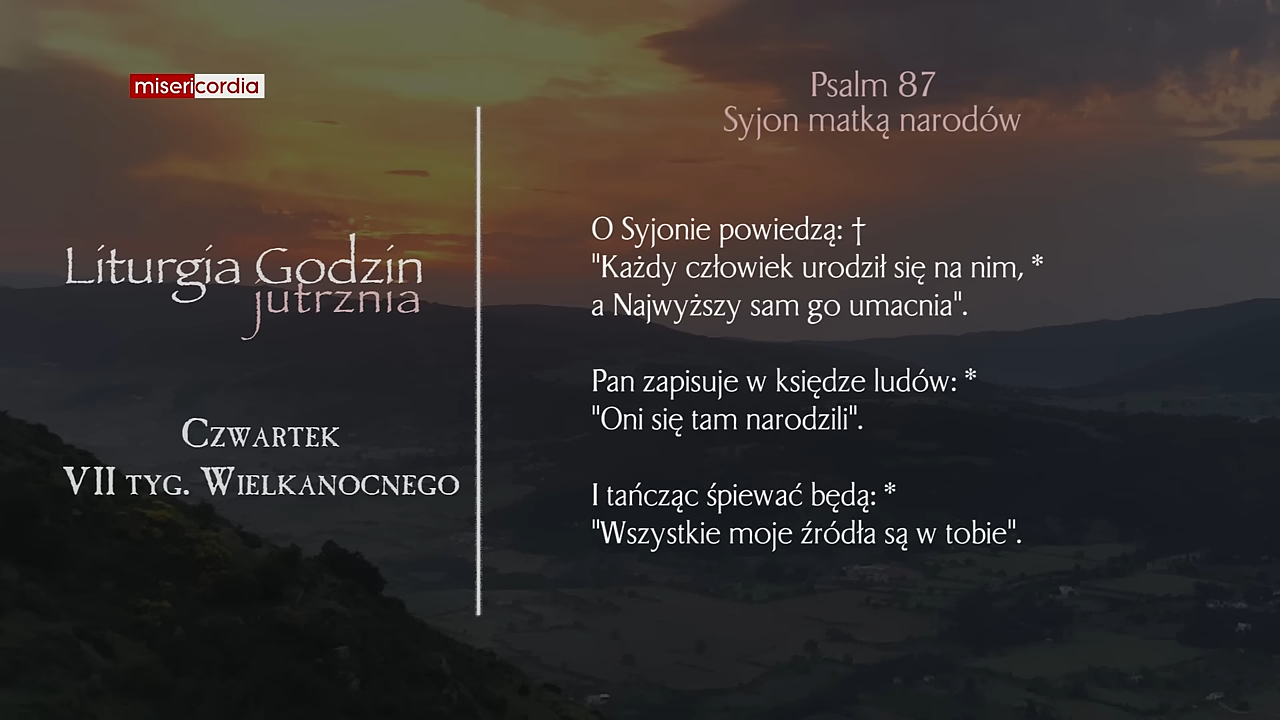 misericordia
Liturgia Godzin
jutrznia
Czwartek
VII tyg. Wielkanocnego
Psalm 87
Syjon matką narodów
O Syjonie powiedzą: †
"Każdy człowiek urodził się na nim, *
a Najwyższy sam go umacnia".
Pan zapisuje w księdze ludów: *
"Oni się tam narodzili".
I tańcząc śpiewać będą: *
"Wszystkie moje źródła są w tobie".